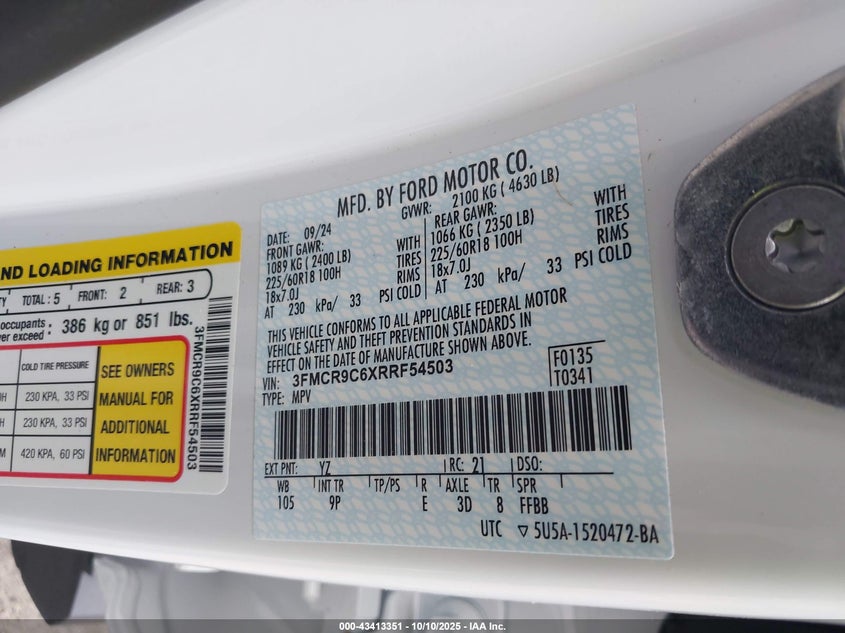 ND LOADING INFORMATION
TY TOTAL: 5 FRONT: 2 REAR: 3
occupants
ver exceed: 386 kg or 851 lbs.
COLD TIRE PRESSURE
0H 230 KPA, 33 PSI
H 230 KPA, 33 PSI
M 420 KPA, 60 PSI
SEE OWNERS
MANUAL FOR
ADDITIONAL
INFORMATION
3FMCR9C6XRRF54503
MFD. BY FORD MOTOR CO.
DATE: 09/24 GVWR: 2100 KG ( 4630 LB)
FRONT GAWR: REAR GAWR:
1089 KG ( 2400 LB) WITH 1066 KG ( 2350 LB) WITH
225/60R18 100H TIRES 225/60R18 100H TIRES
18x7.0J RIMS 18x7.0J RIMS
AT 230 kPa/ 33 PSI COLD AT 230 kPa/ 33 PSI COLD
THIS VEHICLE CONFORMS TO ALL APPLICABLE FEDERAL MOTOR
VEHICLE SAFETY AND THEFT PREVENTION STANDARDS IN
EFFECT ON THE DATE OF MANUFACTURE SHOWN ABOVE.
VIN: 3FMCR9C6XRRF54503 F0135
TYPE: MPV T0341
EXT PNT: YZ RC: 21 DSO:
WB INT TR TP/PS R AXLE TR SPR
105 9P E 3D 8 FFBB
UTC ▽ 5U5A-1520472-BA
000-43413351 - 10/10/2025 - IAA Inc.